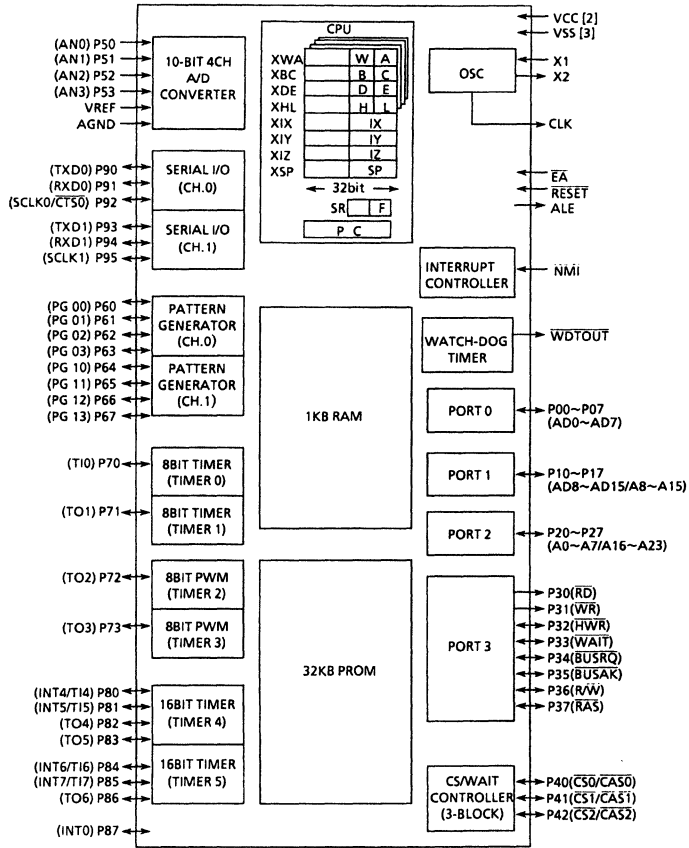 (AN0) P50
(AN1) P51
(AN2) P52
(AN3) P53
VREF
AGND
10-BIT 4CH
A/D
CONVERTER
(TXD0) P90
(RXD0) P91
(SCLK0/CTS0) P92
SERIAL I/O
(CH.0)
(TXD1) P93
(RXD1) P94
(SCLK1) P95
SERIAL I/O
(CH.1)
(PG 00) P60
(PG 01) P61
(PG 02) P62
(PG 03) P63
PATTERN
GENERATOR
(CH.0)
(PG 10) P64
(PG 11) P65
(PG 12) P66
(PG 13) P67
PATTERN
GENERATOR
(CH.1)
(TI0) P70
8BIT TIMER
(TIMER 0)
(TO1) P71
8BIT TIMER
(TIMER 1)
(TO2) P72
8BIT PWM
(TIMER 2)
(TO3) P73
8BIT PWM
(TIMER 3)
(INT4/TI4) P80
(INT5/TI5) P81
(TO4) P82
(TO5) P83
16BIT TIMER
(TIMER 4)
(INT6/TI6) P84
(INT7/TI7) P85
(TO6) P86
16BIT TIMER
(TIMER 5)
(INT0) P87
CPU
XWA W A
XBC B C
XDE D E
XHL H L
XIX IX
XIY IY
XIZ IZ
XSP SP
32bit
SR F
P C
1KB RAM
32KB PROM
VCC [2]
VSS [3]
OSC
X1
X2
CLK
EA
RESET
ALE
INTERRUPT
CONTROLLER
NMI
WATCH-DOG
TIMER
WDTOUT
PORT 0
P00~P07
(AD0~AD7)
PORT 1
P10~P17
(AD8~AD15/A8~A15)
PORT 2
P20~P27
(A0~A7/A16~A23)
PORT 3
P30(RD)
P31(WR)
P32(HWR)
P33(WAIT)
P34(BUSRQ)
P35(BUSAK)
P36(R/W)
P37(RAS)
CS/WAIT
CONTROLLER
(3-BLOCK)
P40(CS0/CAS0)
P41(CS1/CAS1)
P42(CS2/CAS2)